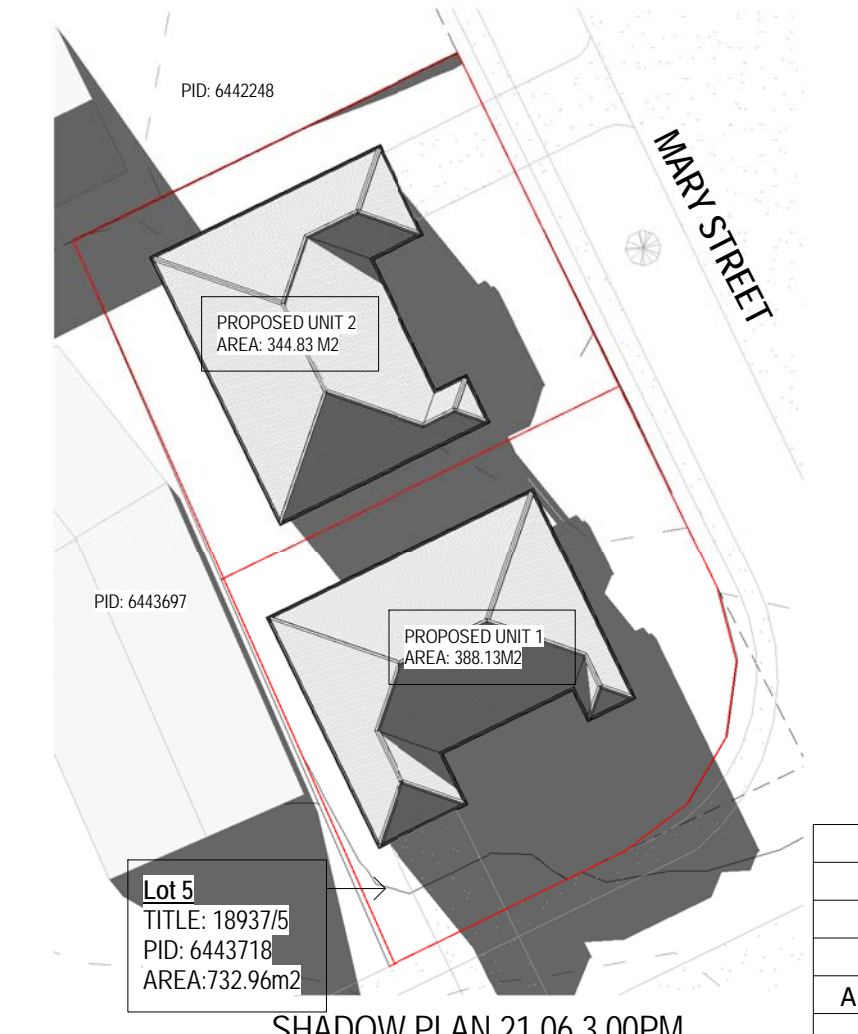 PID: 6442248
MARY STREET
PROPOSED UNIT 2
AREA: 344.83 M2
PID: 6443697
PROPOSED UNIT 1
AREA: 388.13M2
Lot 5
TITLE: 18937/5
PID: 6443718
AREA:732.96m2
A
SHADOW PLAN 21.06 3.00PM